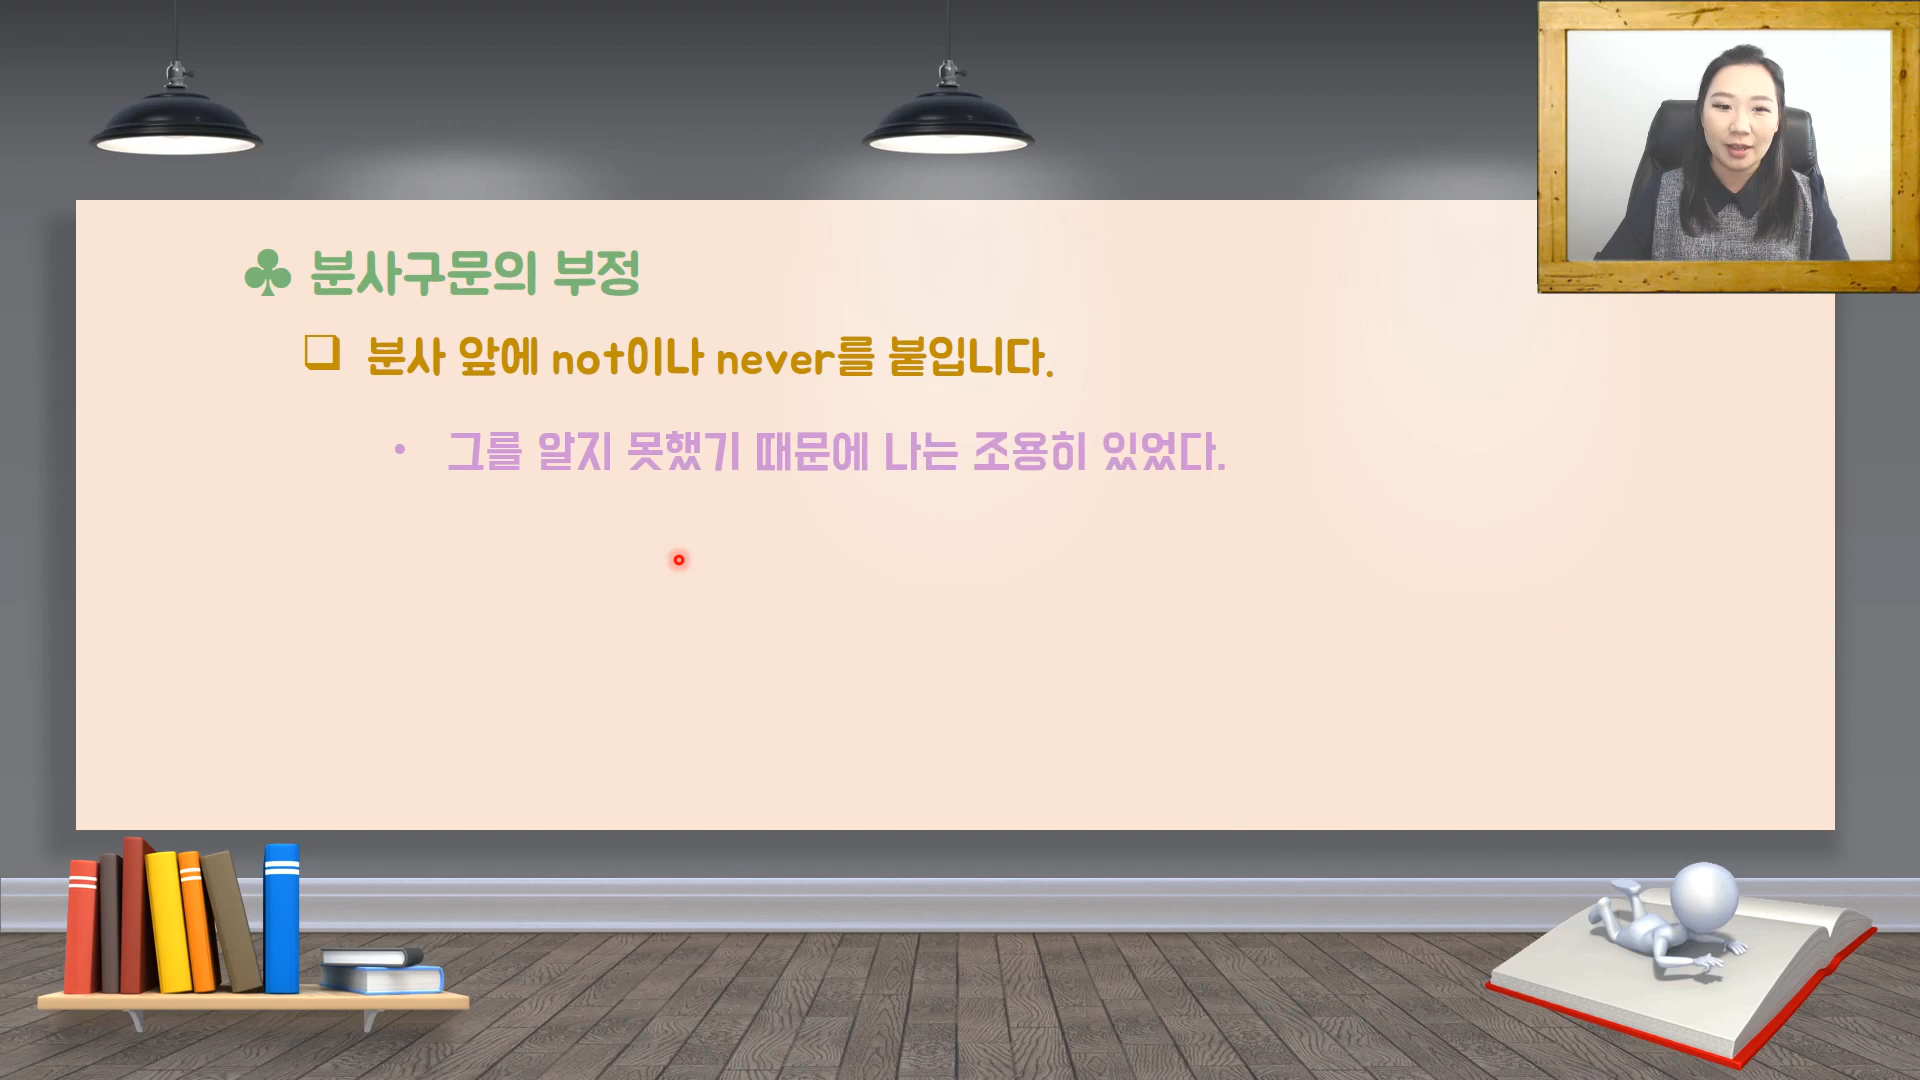 ♣ 분사구문의 부정
❑ 분사 앞에 not이나 never를 붙입니다.
• 그를 알지 못했기 때문에 나는 조용히 있었다.